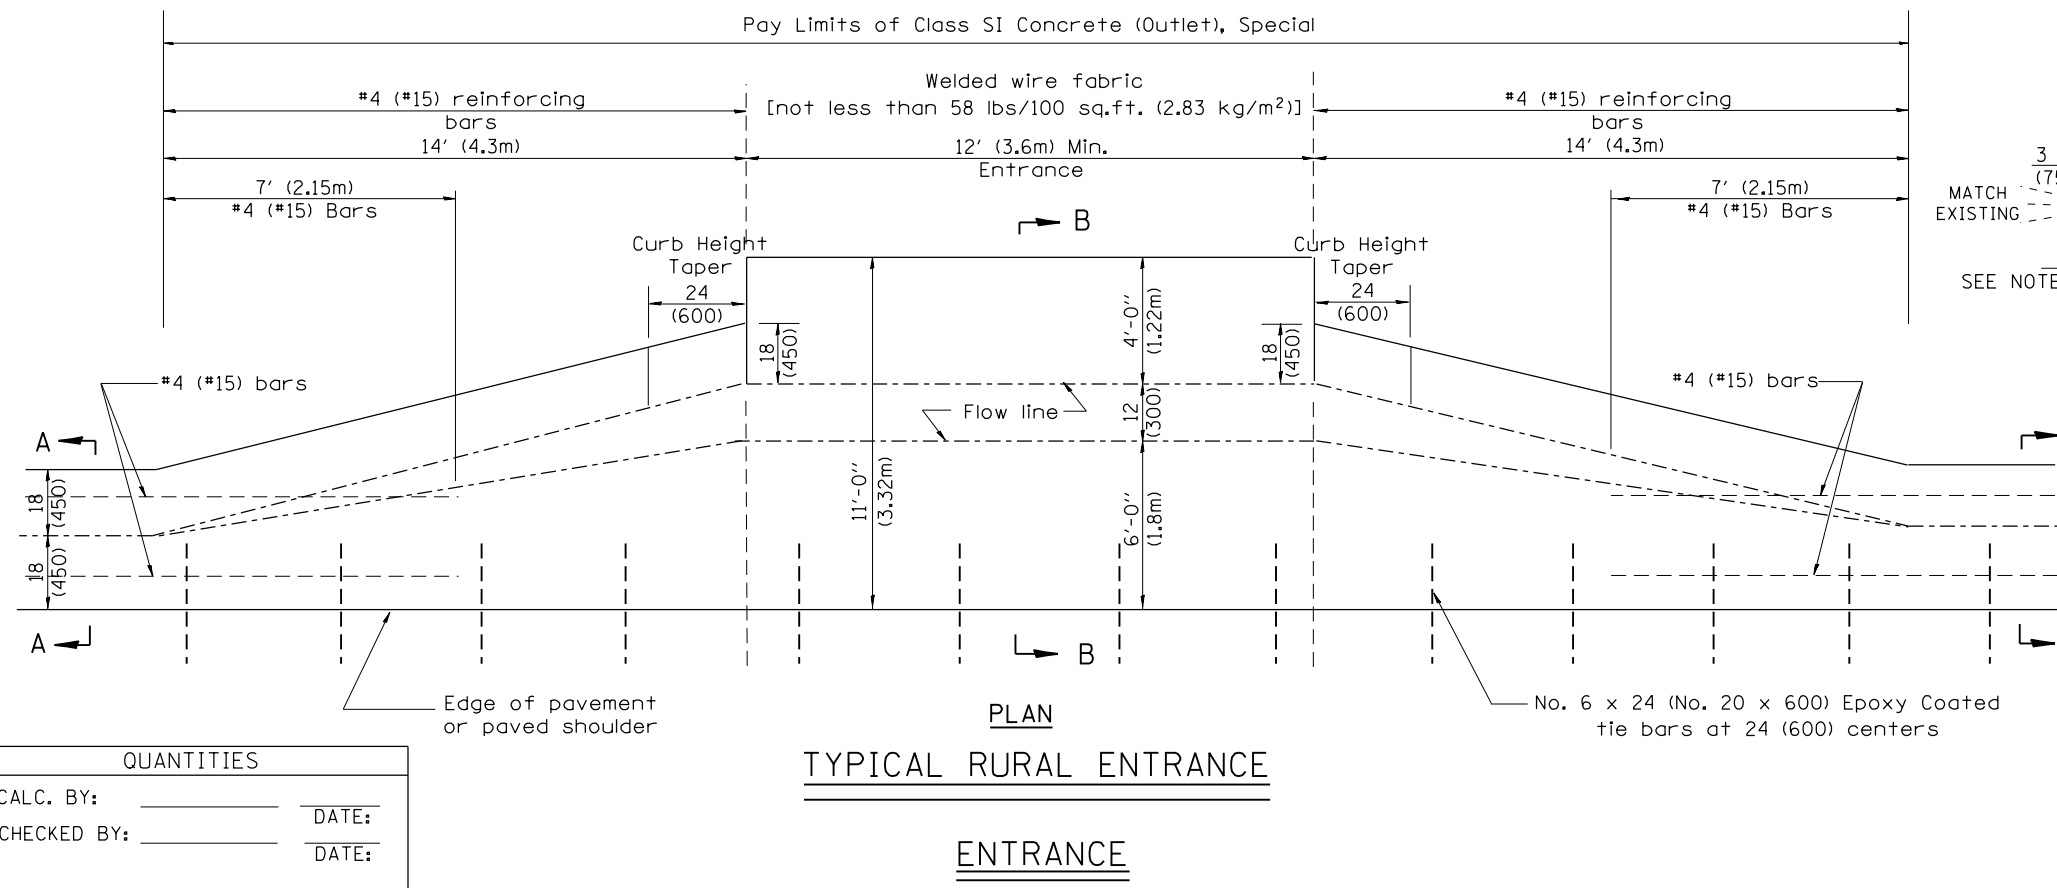 Pay Limits of Class SI Concrete (Outlet), Special
Welded wire fabric
[not less than 58 lbs/100 sq.ft. (2.83 kg/m²)]
#4 (#15) reinforcing
bars
14' (4.3m)
12' (3.6m) Min.
Entrance
#4 (#15) reinforcing
bars
14' (4.3m)
7' (2.15m)
#4 (#15) Bars
7' (2.15m)
#4 (#15) Bars
3
MATCH
EXISTING
SEE NOTE
B
Curb Height
Taper
24
(600)
Curb Height
Taper
24
(600)
18
(450)
4'-0''
(1.22m)
18
(450)
#4 (#15) bars
#4 (#15) bars
Flow line
12
(300)
A
18
(450)
11'-0''
(3.32m)
6'-0''
(1.8m)
18
(450)
A
B
Edge of pavement
or paved shoulder
No. 6 x 24 (No. 20 x 600) Epoxy Coated
tie bars at 24 (600) centers
PLAN
TYPICAL RURAL ENTRANCE
ENTRANCE
QUANTITIES
CALC. BY:
DATE:
CHECKED BY:
DATE: